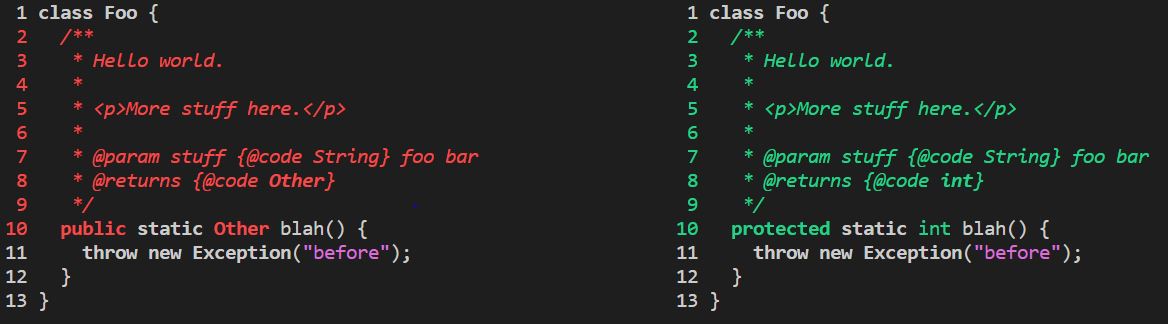 1 class Foo {
2 /**
3 * Hello world.
4 *
5 * <p>More stuff here.</p>
6 *
7 * @param stuff {@code String} foo bar
8 * @returns {@code Other}
9 */
10 public static Other blah() {
11 throw new Exception("before");
12 }
13 }
1 class Foo {
2 /**
3 * Hello world.
4 *
5 * <p>More stuff here.</p>
6 *
7 * @param stuff {@code String} foo bar
8 * @returns {@code int}
9 */
10 protected static int blah() {
11 throw new Exception("before");
12 }
13 }